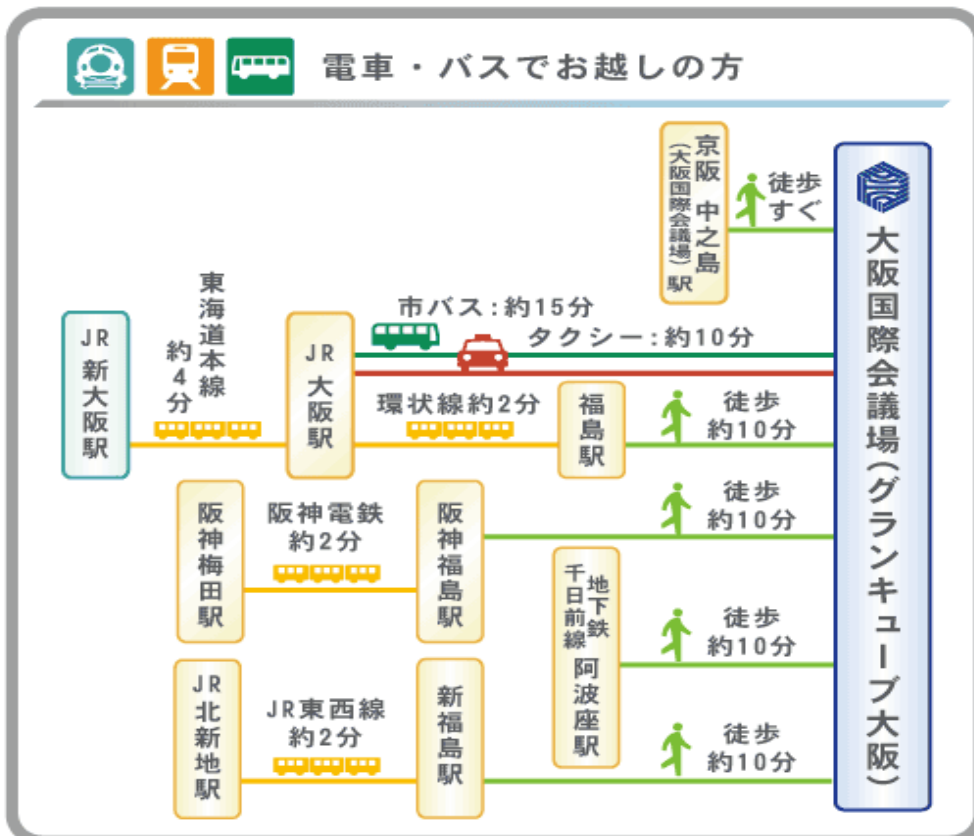 電車・バスでお越しの方
京阪 中之島
(大阪国際会議場)駅
徒歩
すぐ
大阪国際会議場(グランキューブ大阪)
JR 新大阪駅
東海道本線
約4分
JR 大阪駅
市バス:約15分
タクシー:約10分
環状線約2分
福島駅
徒歩
約10分
阪神梅田駅
阪神電鉄
約2分
阪神福島駅
徒歩
約10分
地下鉄
千日前線
阿波座駅
徒歩
約10分
JR北新地駅
JR東西線
約2分
新福島駅
徒歩
約10分